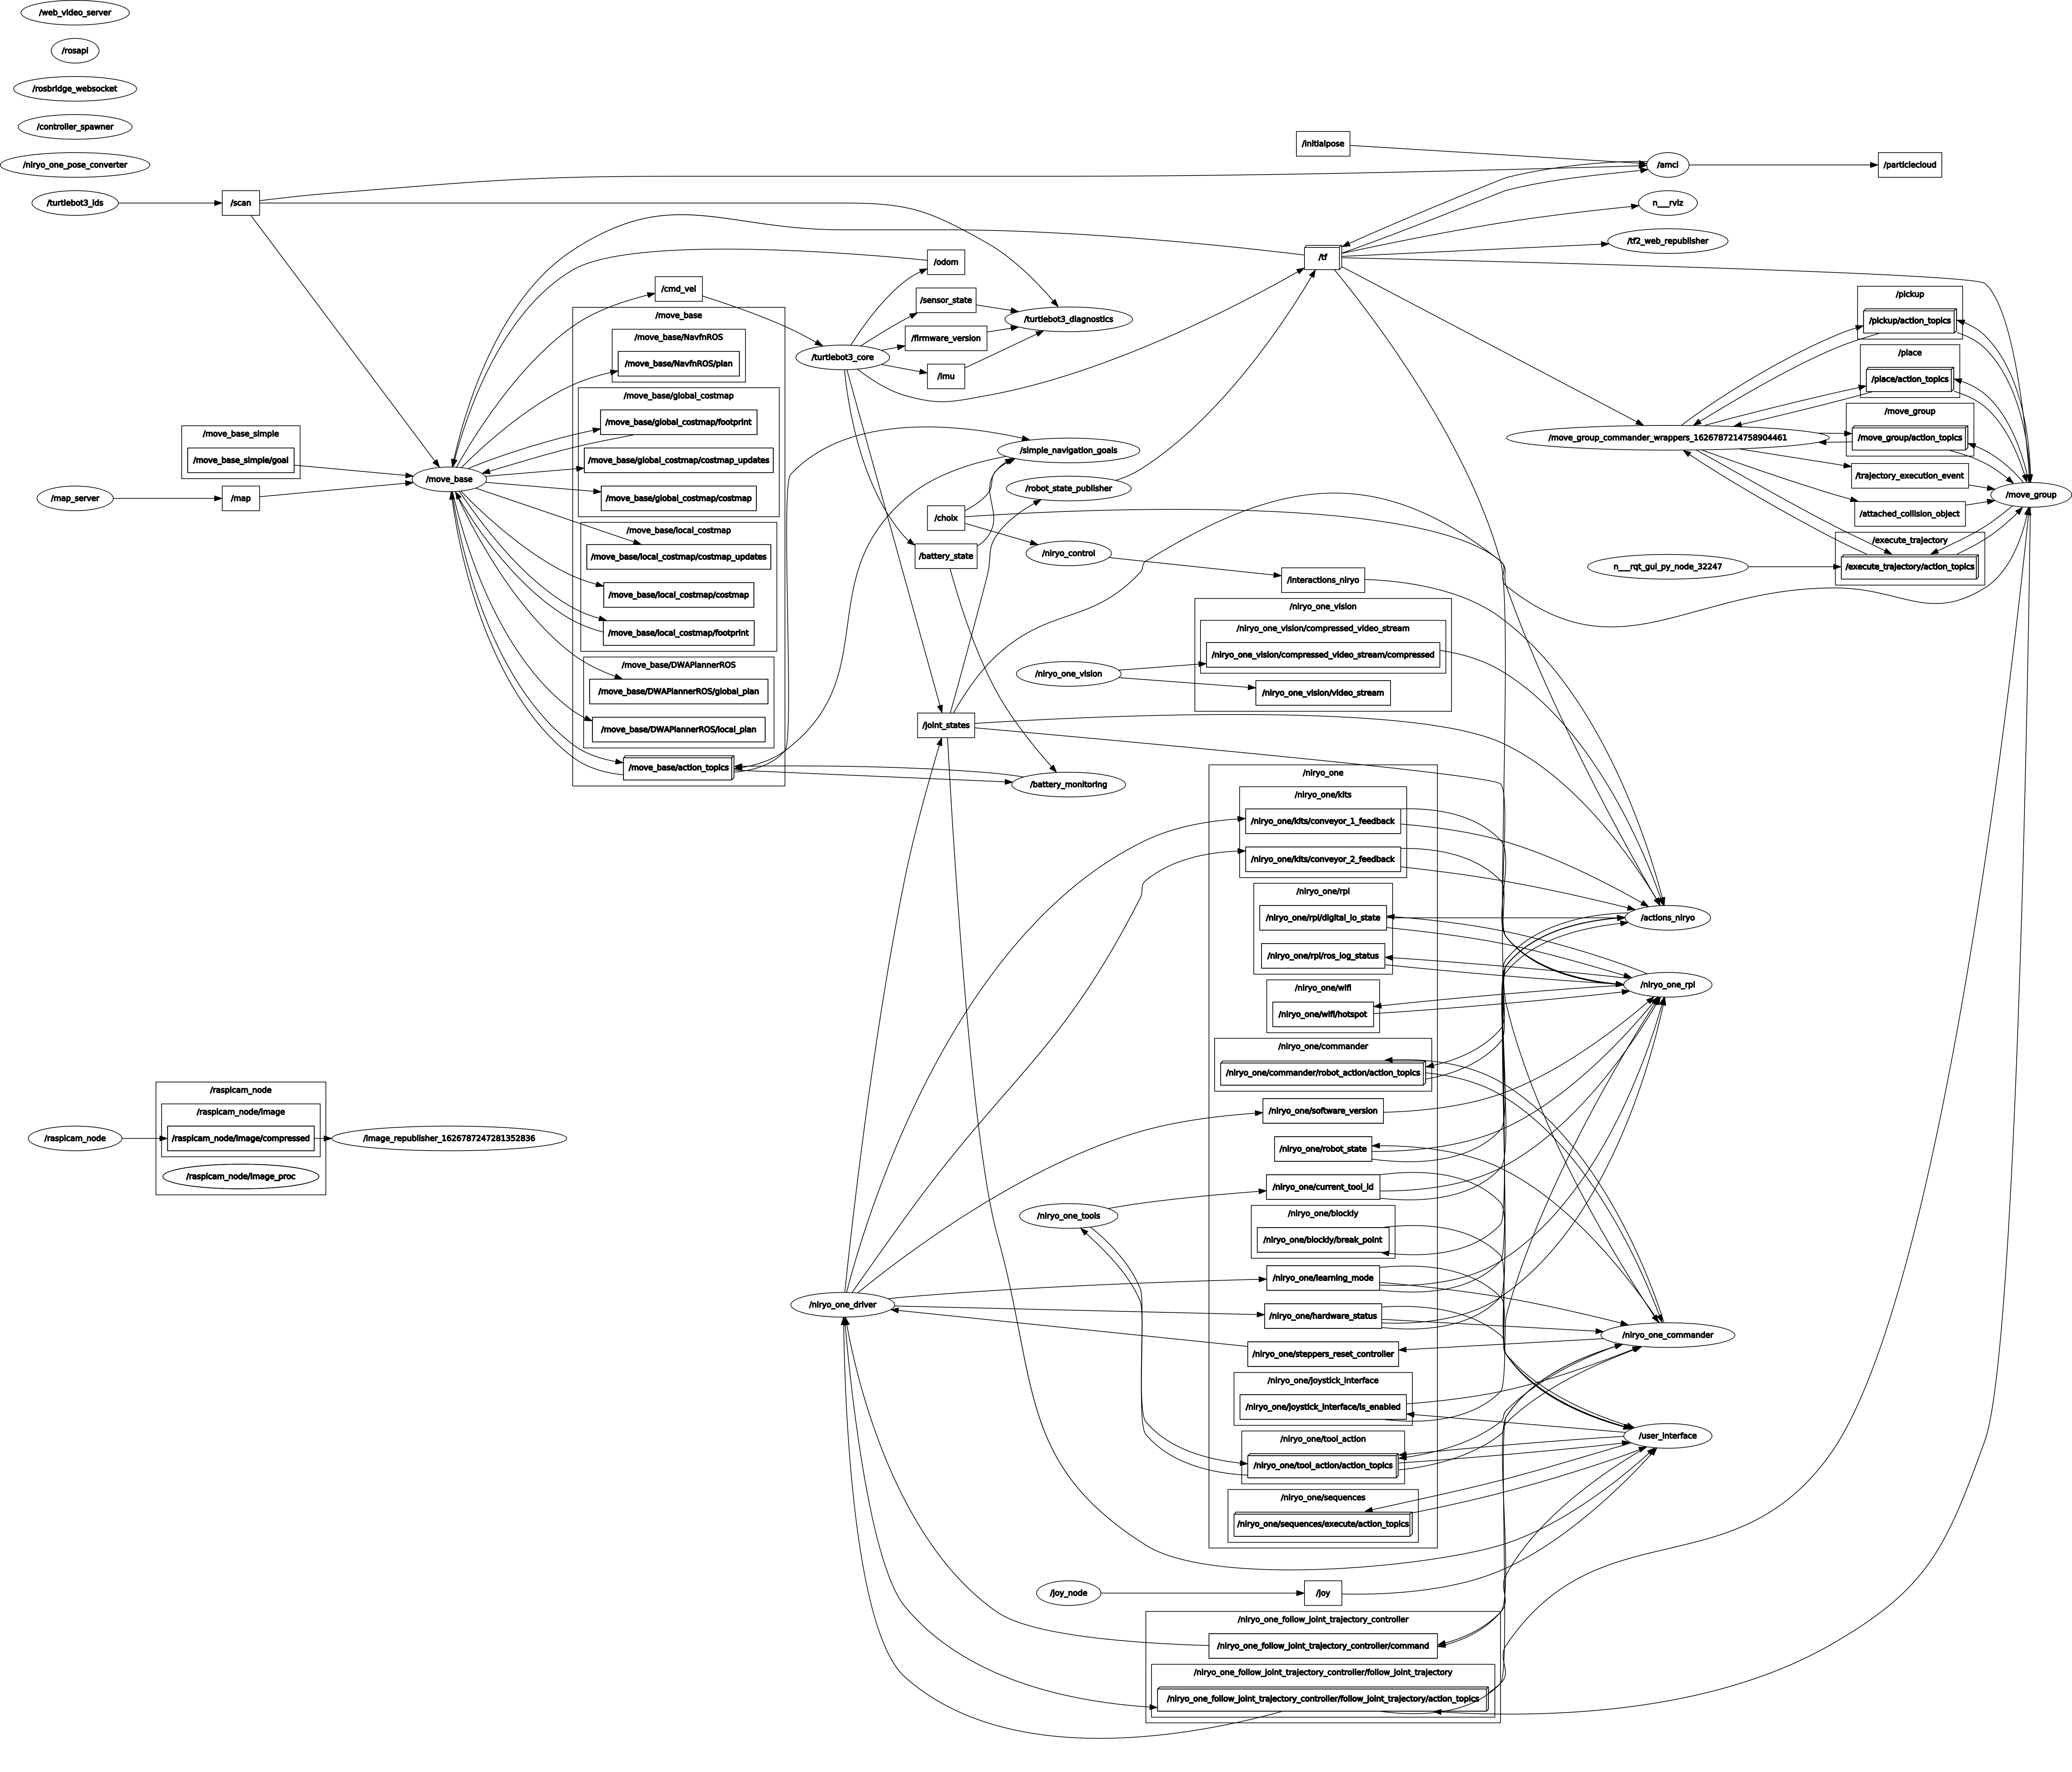 /web_video_server
/rosapi
/rosbridge_websocket
/controller_spawner
/niryo_one_pose_converter
/turtlebot3_lds
/scan
/move_base_simple
/move_base_simple/goal
/map_server
/map
/move_base
/raspicam_node
/raspicam_node
/raspicam_node/image
/raspicam_node/image/compressed
/raspicam_node/image_proc
/image_republisher_1626787247281352836
/cmd_vel
/move_base
/move_base/NavfnROS
/move_base/NavfnROS/plan
/move_base/global_costmap
/move_base/global_costmap/footprint
/move_base/global_costmap/costmap_updates
/move_base/global_costmap/costmap
/move_base/local_costmap
/move_base/local_costmap/costmap_updates
/move_base/local_costmap/costmap
/move_base/local_costmap/footprint
/move_base/DWAPlannerROS
/move_base/DWAPlannerROS/global_plan
/move_base/DWAPlannerROS/local_plan
/move_base/action_topics
/turtlebot3_core
/niryo_one_driver
/odom
/sensor_state
/firmware_version
/imu
/choix
/battery_state
/joint_states
/turtlebot3_diagnostics
/simple_navigation_goals
/robot_state_publisher
/niryo_control
/niryo_one_vision
/battery_monitoring
/niryo_one_tools
/joy_node
/initialpose
/tf
/interactions_niryo
/niryo_one_vision
/niryo_one_vision/compressed_video_stream
/niryo_one_vision/compressed_video_stream/compressed
/niryo_one_vision/video_stream
/niryo_one
/niryo_one/kits
/niryo_one/kits/conveyor_1_feedback
/niryo_one/kits/conveyor_2_feedback
/niryo_one/rpi
/niryo_one/rpi/digital_io_state
/niryo_one/rpi/ros_log_status
/niryo_one/wifi
/niryo_one/wifi/hotspot
/niryo_one/commander
/niryo_one/commander/robot_action/action_topics
/niryo_one/software_version
/niryo_one/robot_state
/niryo_one/current_tool_id
/niryo_one/blockly
/niryo_one/blockly/break_point
/niryo_one/learning_mode
/niryo_one/hardware_status
/niryo_one/steppers_reset_controller
/niryo_one/joystick_interface
/niryo_one/joystick_interface/is_enabled
/niryo_one/tool_action
/niryo_one/tool_action/action_topics
/niryo_one/sequences
/niryo_one/sequences/execute/action_topics
/joy
/niryo_one_follow_joint_trajectory_controller
/niryo_one_follow_joint_trajectory_controller/command
/niryo_one_follow_joint_trajectory_controller/follow_joint_trajectory
/niryo_one_follow_joint_trajectory_controller/follow_joint_trajectory/action_topics
/amcl
n___rviz
/tf2_web_republisher
/move_group_commander_wrappers_1626787214758904461
n___rqt_gui_py_node_32247
/actions_niryo
/niryo_one_rpi
/niryo_one_commander
/user_interface
/particlecloud
/pickup
/pickup/action_topics
/place
/place/action_topics
/move_group
/move_group/action_topics
/trajectory_execution_event
/attached_collision_object
/execute_trajectory
/execute_trajectory/action_topics
/move_group